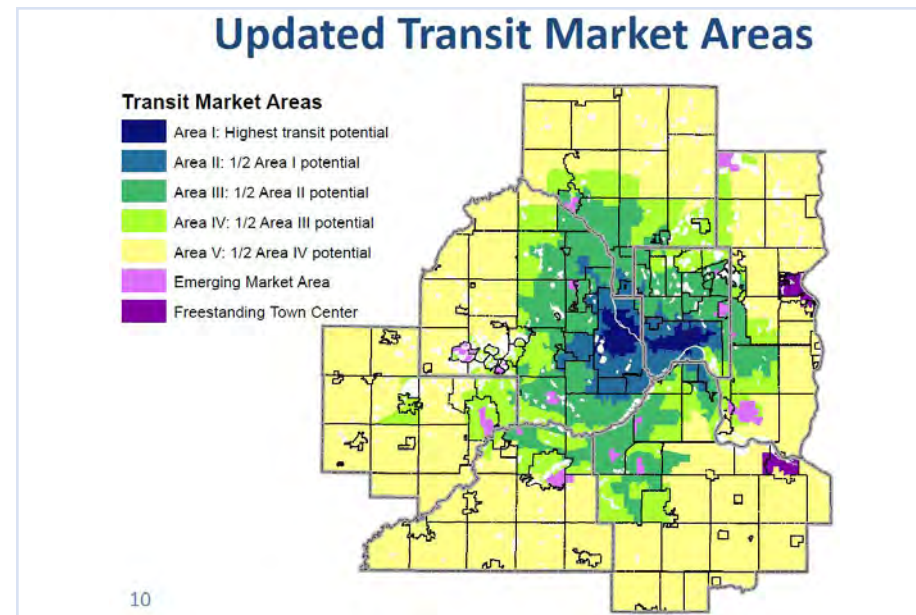 Updated Transit Market Areas
Transit Market Areas
Area I: Highest transit potential
Area II: 1/2 Area I potential
Area III: 1/2 Area II potential
Area IV: 1/2 Area III potential
Area V: 1/2 Area IV potential
Emerging Market Area
Freestanding Town Center
10